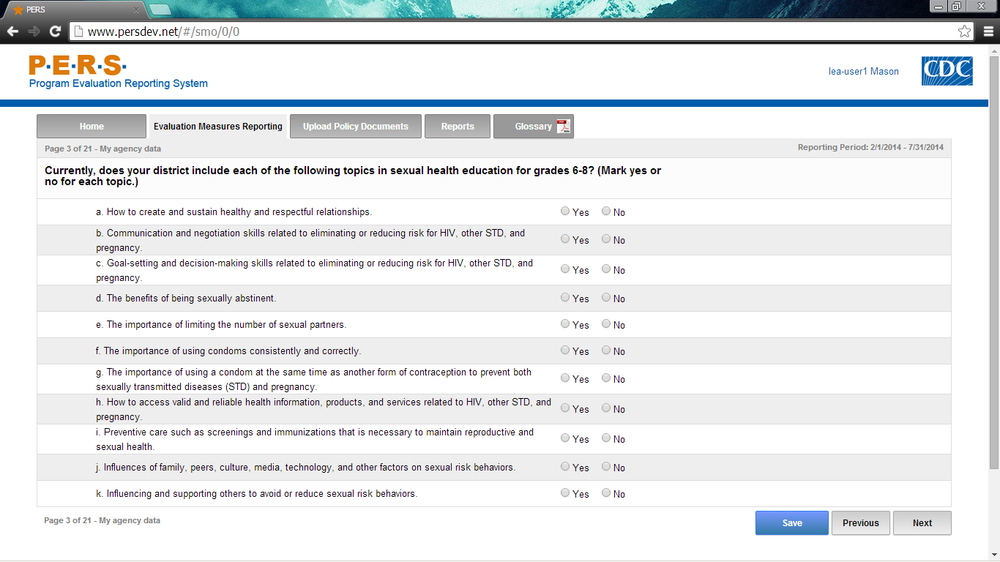 PERS
www.persdev.net/#/smo/0/0
P·E·R·S·
Program Evaluation Reporting System
lea-user1 Mason
CDC
Home
Evaluation Measures Reporting
Upload Policy Documents
Reports
Glossary
Page 3 of 21 - My agency data
Reporting Period: 2/1/2014 - 7/31/2014
Currently, does your district include each of the following topics in sexual health education for grades 6-8? (Mark yes or
no for each topic.)
a. How to create and sustain healthy and respectful relationships.
Yes No
b. Communication and negotiation skills related to eliminating or reducing risk for HIV, other STD, and
pregnancy.
Yes No
c. Goal-setting and decision-making skills related to eliminating or reducing risk for HIV, other STD, and
pregnancy.
Yes No
d. The benefits of being sexually abstinent.
Yes No
e. The importance of limiting the number of sexual partners.
Yes No
f. The importance of using condoms consistently and correctly.
Yes No
g. The importance of using a condom at the same time as another form of contraception to prevent both
sexually transmitted diseases (STD) and pregnancy.
Yes No
h. How to access valid and reliable health information, products, and services related to HIV, other STD, and
pregnancy.
Yes No
i. Preventive care such as screenings and immunizations that is necessary to maintain reproductive and
sexual health.
Yes No
j. Influences of family, peers, culture, media, technology, and other factors on sexual risk behaviors.
Yes No
k. Influencing and supporting others to avoid or reduce sexual risk behaviors.
Yes No
Page 3 of 21 - My agency data
Save
Previous
Next